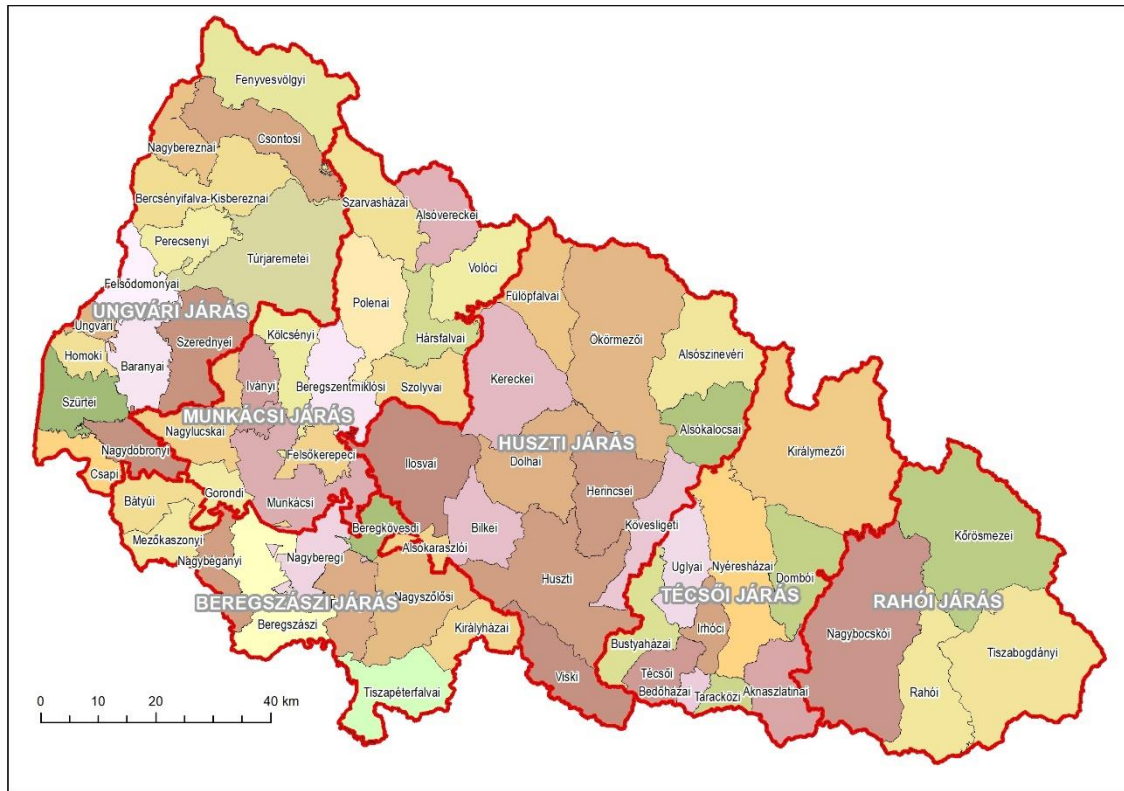 Fenyvesvölgyi
Csontosi
Nagybereznai
Bercsényifalva-Kisbereznai
Szarvasházai
Alsóvereckei
Perecsenyi
Túrjaremetei
Volóci
Felsődomonyai
Polenai
Fülöpfalvai
UNGVÁRI JÁRÁS
Ungvári
Szerednyei
Kölcsényi
Hársfalvai
Ökörmezői
Alsószinevéri
Homoki
Baranyai
Iványi
Beregszentmiklósi
Szolyvai
Kereckei
Szürtei
MUNKÁCSI JÁRÁS
Nagylucskai
Alsókalocsai
Királymezői
HUSZTI JÁRÁS
Nagydobronyi
Felsőkerepeci
Ilosvai
Dolhai
Csapi
Gorondi
Munkácsi
Herincsei
Bátyúi
Beregkövesdi
Bilkei
Kövesligeti
Mezőkaszonyi
Alsókaraszlói
Kőrösmezei
Nagybégányi
Nagyberegi
Huszti
Uglyai
Nyéresházai
Dombói
TÉCSŐI JÁRÁS
RAHÓI JÁRÁS
BEREGSZÁSZI JÁRÁS
Nagyszőlősi
Beregszászi
Királyházai
Irhóci
Nagybocskói
Bustyaházai
Tiszabogdányi
Viski
Técsői
Bedőházai
Taracközi
Aknaszlatinai
Rahói
Tiszapéterfalvai
0 10 20 40 km